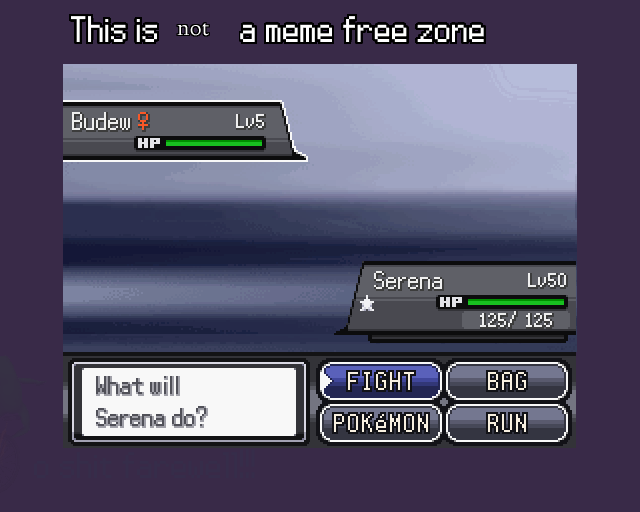 This is not a meme free zone
Budew♀ Lv5
HP
Serena Lv50
HP
125/ 125
What will
Serena do?
FIGHT BAG
POKéMON RUN